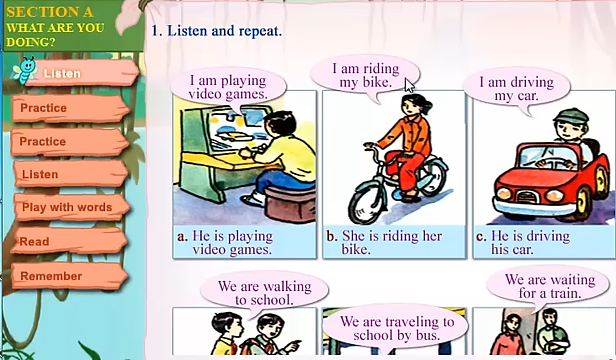 SECTION A
WHAT ARE YOU
DOING?
Listen
Practice
Practice
Listen
Play with words
Read
Remember
1. Listen and repeat.
I am playing
video games.
I am riding
my bike.
I am driving
my car.
a. He is playing
video games.
b. She is riding her
bike.
c. He is driving
his car.
We are walking
to school.
We are traveling to
school by bus.
We are waiting
for a train.